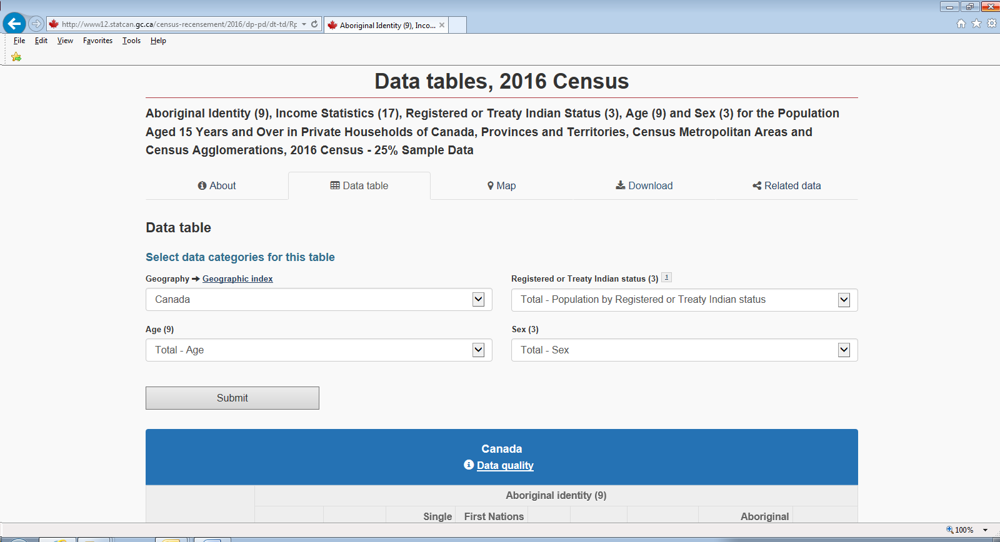 http://www12.statcan.gc.ca/census-recensement/2016/dp-pd/dt-td/Rp
Aboriginal Identity (9), Inco...
File Edit View Favorites Tools Help
Data tables, 2016 Census
Aboriginal Identity (9), Income Statistics (17), Registered or Treaty Indian Status (3), Age (9) and Sex (3) for the Population
Aged 15 Years and Over in Private Households of Canada, Provinces and Territories, Census Metropolitan Areas and
Census Agglomerations, 2016 Census - 25% Sample Data
About Data table Map Download Related data
Data table
Select data categories for this table
Geography ➔ Geographic index
Registered or Treaty Indian status (3) 1
Canada
Total - Population by Registered or Treaty Indian status
Age (9)
Sex (3)
Total - Age
Total - Sex
Submit
Canada
Data quality
Aboriginal identity (9)
Single First Nations Aboriginal
100%